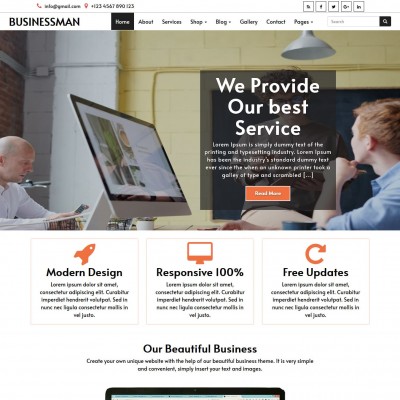 info@gmail.com +123 4567 890 123
BUSINESSMAN
Home About Services Shop Blog Gallery Contact Pages Search
We Provide
Our best
Service
Lorem Ipsum is simply dummy text of the
printing and typesetting industry. Lorem Ipsum
has been the industry's standard dummy text
ever since the 1500s, when an unknown printer took a
galley of type and scrambled […]
Read More
Modern Design
Lorem ipsum dolor sit amet,
consectetur adipiscing elit. Curabitur
imperdiet hendrerit volutpat. Sed in
nunc nec ligula consectetur mollis in
vel justo.
Responsive 100%
Lorem ipsum dolor sit amet,
consectetur adipiscing elit. Curabitur
imperdiet hendrerit volutpat. Sed in
nunc nec ligula consectetur mollis in
vel justo.
Free Updates
Lorem ipsum dolor sit amet,
consectetur adipiscing elit. Curabitur
imperdiet hendrerit volutpat. Sed in
nunc nec ligula consectetur mollis in
vel justo.
Our Beautiful Business
Create your own unique website with the help of our beautiful business theme. It is very simple
and convenient, simply insert your text and images.